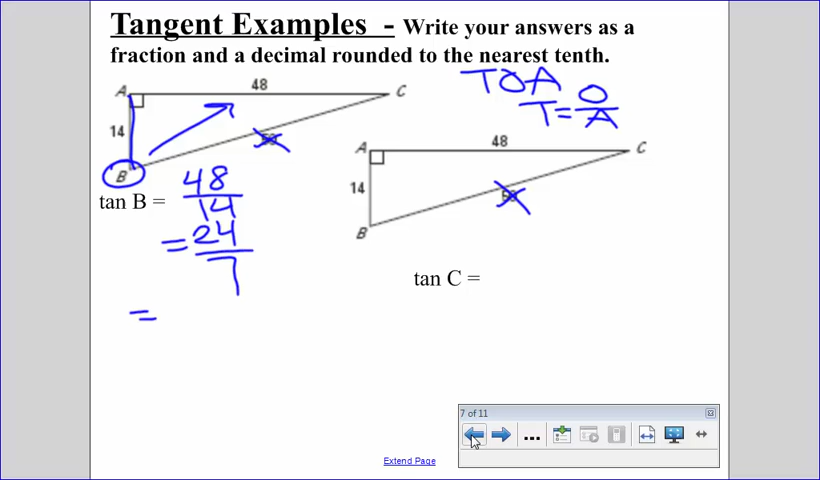 Tangent Examples - Write your answers as a
fraction and a decimal rounded to the nearest tenth.
TOA
T = O
A
A 48 C
14
B
A 48 C
14
B
tan B = 48
14
= 24
7
=
tan C =
7 of 11
...
Extend Page